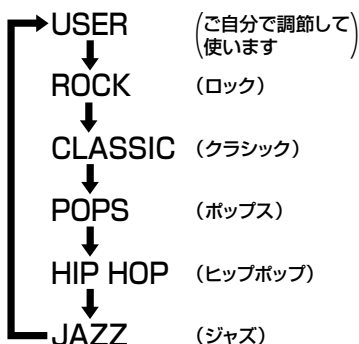 USER (ご自分で調節して
使います)
ROCK (ロック)
CLASSIC (クラシック)
POPS (ポップス)
HIP HOP (ヒップポップ)
JAZZ (ジャズ)